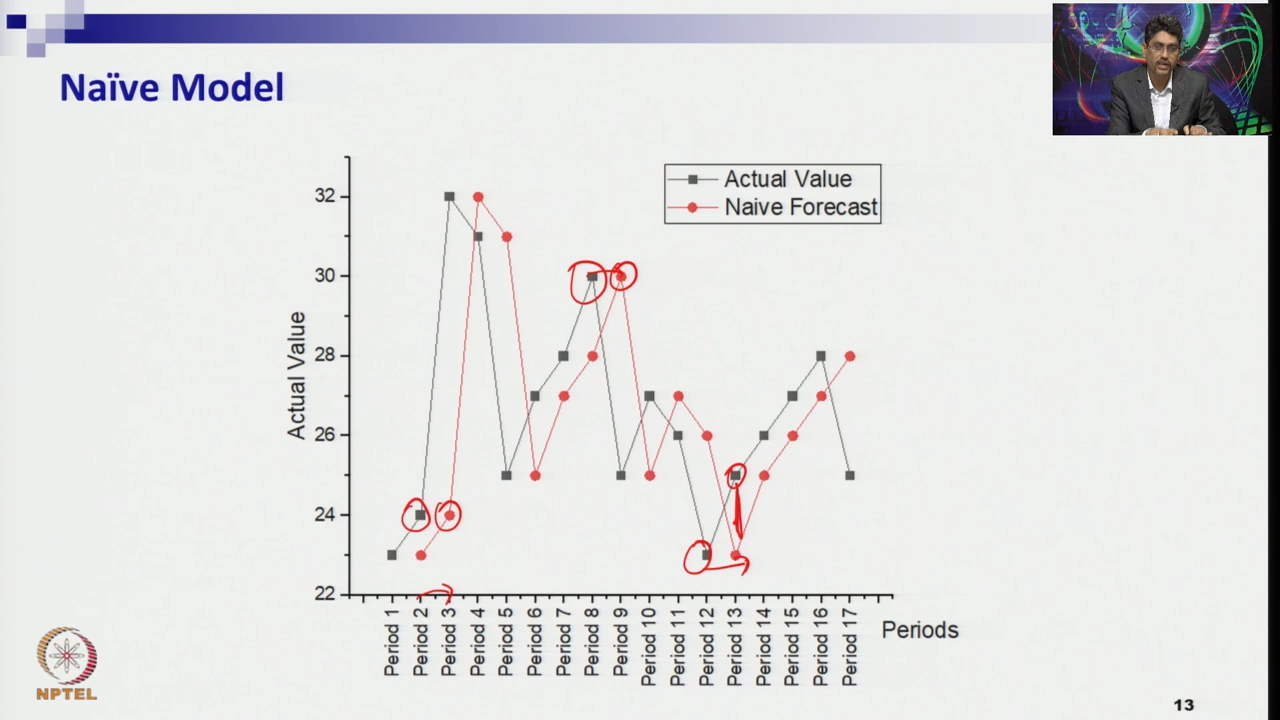 Naïve Model
Actual Value
Naive Forecast
32
30
28
26
24
22
Actual Value
Period 1
Period 2
Period 3
Period 4
Period 5
Period 6
Period 7
Period 8
Period 9
Period 10
Period 11
Period 12
Period 13
Period 14
Period 15
Period 16
Period 17
Periods
NPTEL
13